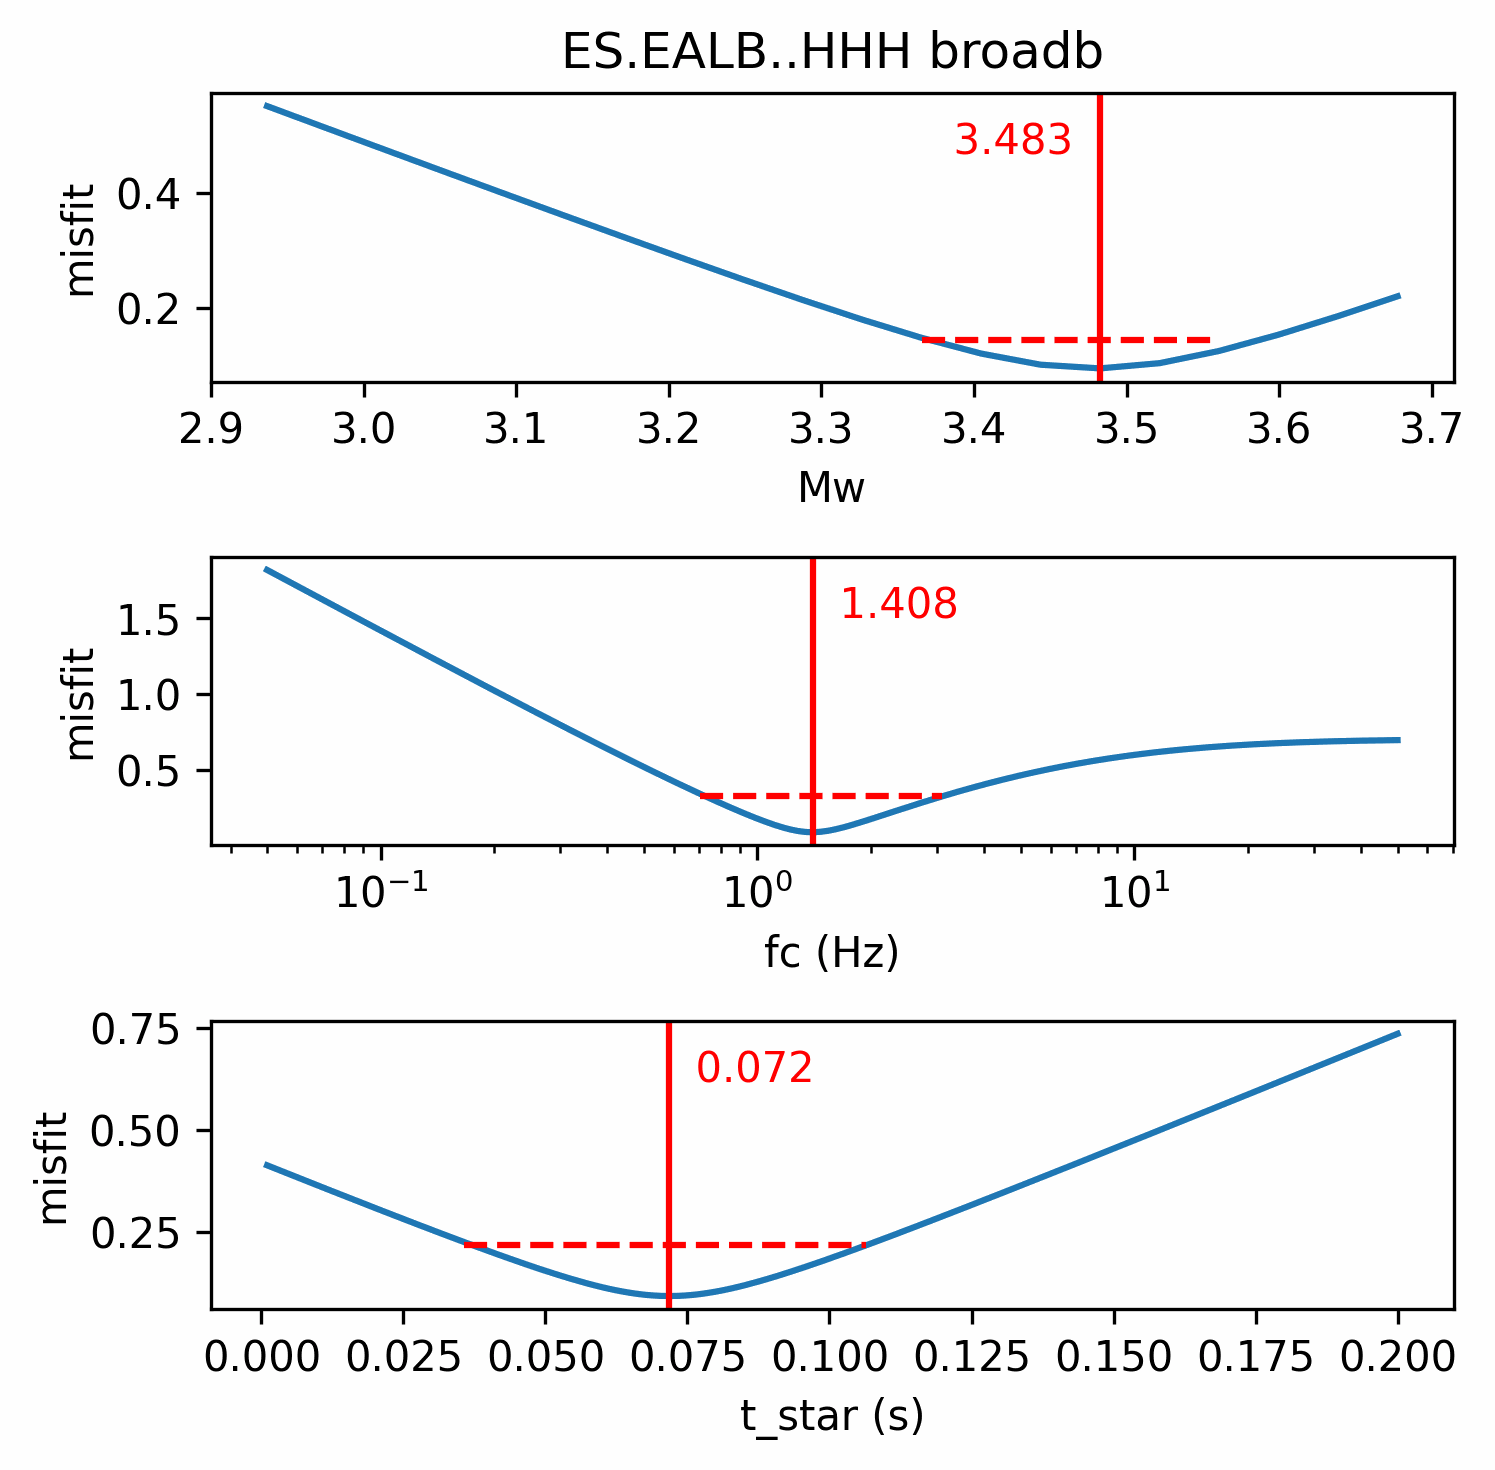 ES.EALB..HHH broadb
3.483
misfit
0.4
0.2
2.9 3.0 3.1 3.2 3.3 3.4 3.5 3.6 3.7
Mw
1.408
misfit
1.5
1.0
0.5
10⁻¹ 10⁰ 10¹
fc (Hz)
0.072
misfit
0.75
0.50
0.25
0.000 0.025 0.050 0.075 0.100 0.125 0.150 0.175 0.200
t_star (s)